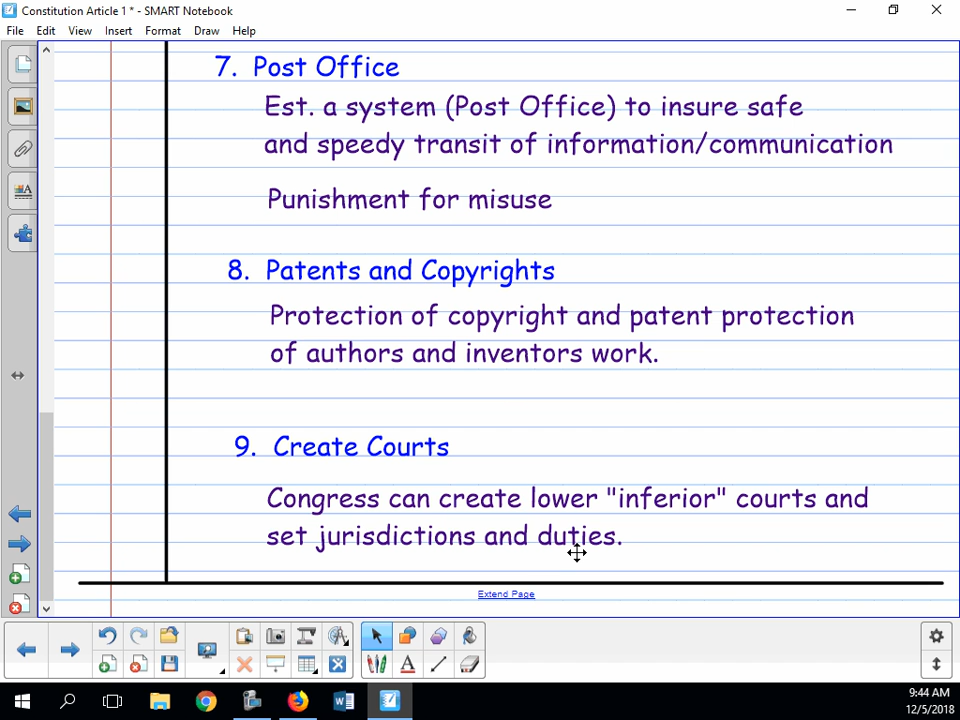 Constitution Article 1 * - SMART Notebook
File Edit View Insert Format Draw Help
7. Post Office
Est. a system (Post Office) to insure safe
and speedy transit of information/communication
Punishment for misuse
8. Patents and Copyrights
Protection of copyright and patent protection
of authors and inventors work.
9. Create Courts
Congress can create lower "inferior" courts and
set jurisdictions and duties.
Extend Page
9:44 AM
12/5/2018